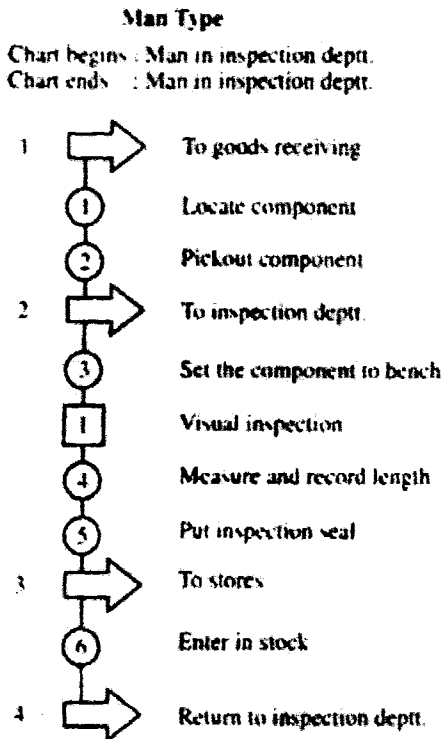 Man Type
Chart begins : Man in inspection deptt.
Chart ends : Man in inspection deptt.
1 To goods receiving
1 Locate component
2 Pickout component
2 To inspection deptt.
3 Set the component to bench
1 Visual inspection
4 Measure and record length
5 Put inspection seal
3 To stores
6 Enter in stock
4 Return to inspection deptt.